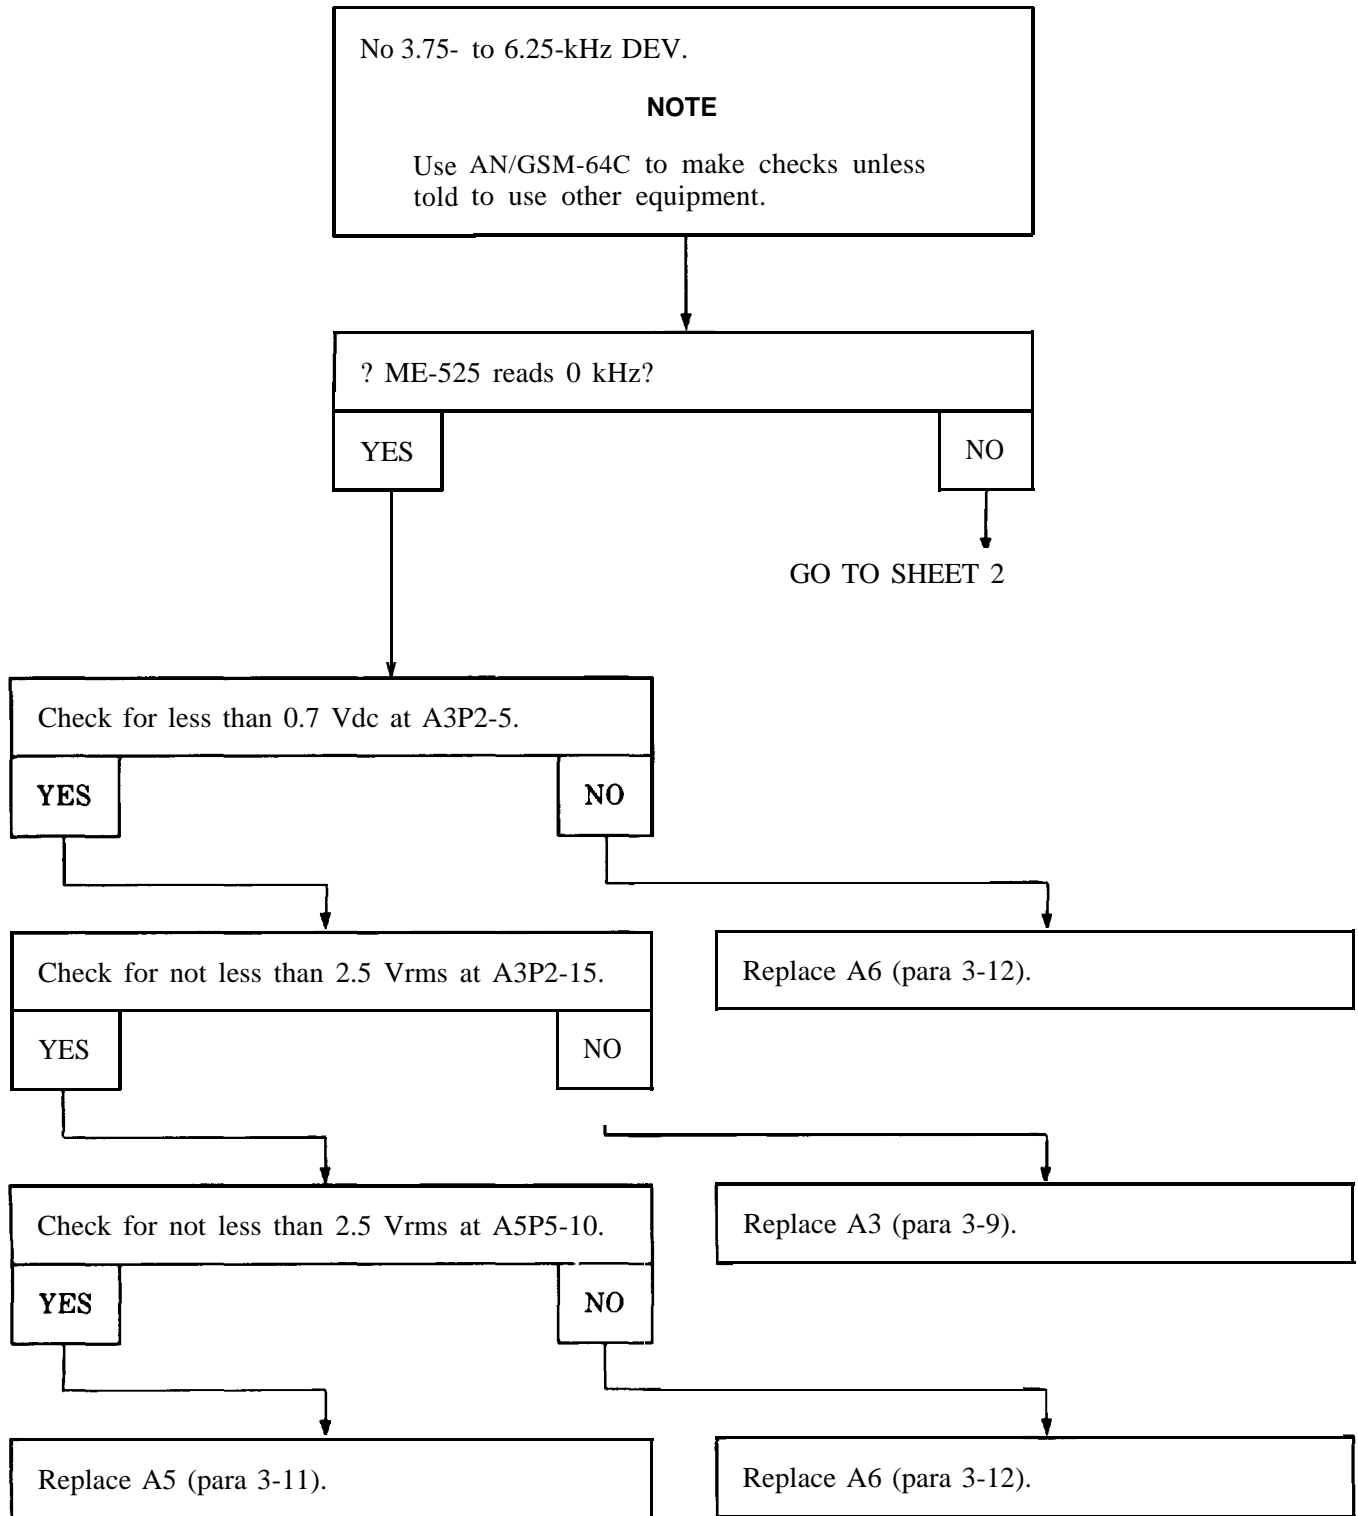 No 3.75- to 6.25-kHz DEV.
NOTE
Use AN/GSM-64C to make checks unless
told to use other equipment.
? ME-525 reads 0 kHz?
YES
NO
GO TO SHEET 2
Check for less than 0.7 Vdc at A3P2-5.
YES
NO
Check for not less than 2.5 Vrms at A3P2-15.
Replace A6 (para 3-12).
YES
NO
Check for not less than 2.5 Vrms at A5P5-10.
Replace A3 (para 3-9).
YES
NO
Replace A5 (para 3-11).
Replace A6 (para 3-12).